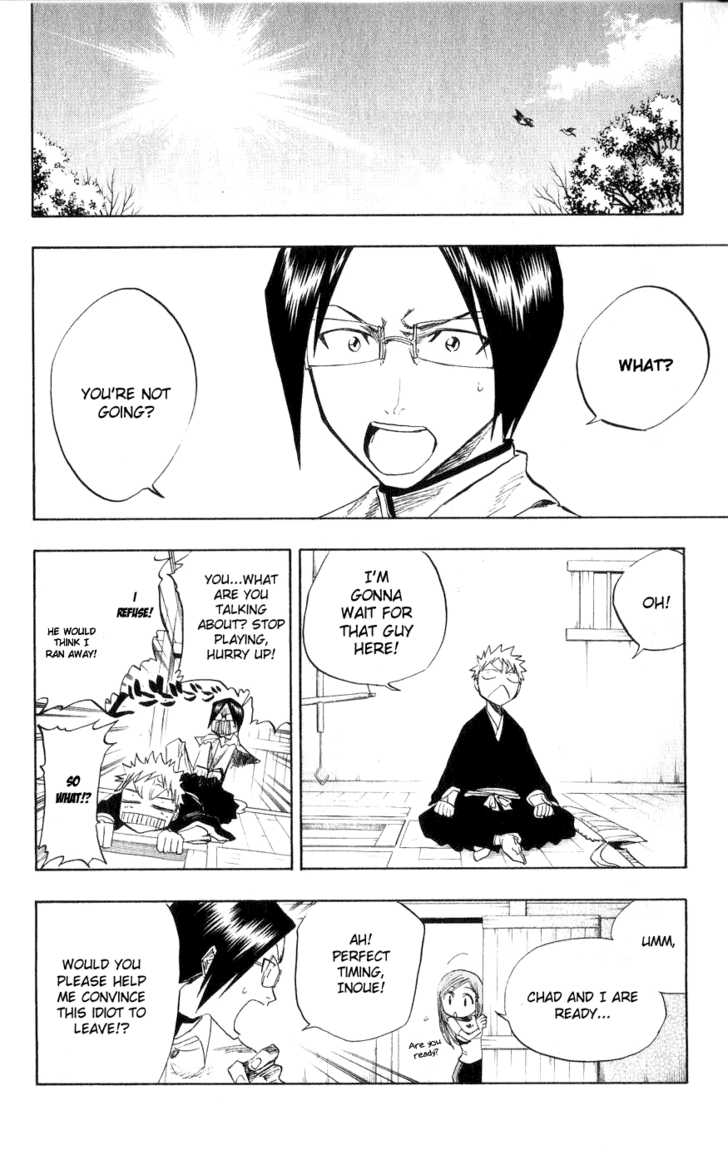 WHAT?
YOU'RE NOT
GOING?
OH!
I'M
GONNA
WAIT FOR
THAT GUY
HERE!
YOU...WHAT
ARE YOU
TALKING
ABOUT? STOP
PLAYING,
HURRY UP!
I
REFUSE!
HE WOULD
THINK I
RAN AWAY!
SO
WHAT!?
UMM,
CHAD AND I ARE
READY...
Are you
ready?
AH!
PERFECT
TIMING,
INOUE!
WOULD YOU
PLEASE HELP
ME CONVINCE
THIS IDIOT TO
LEAVE!?